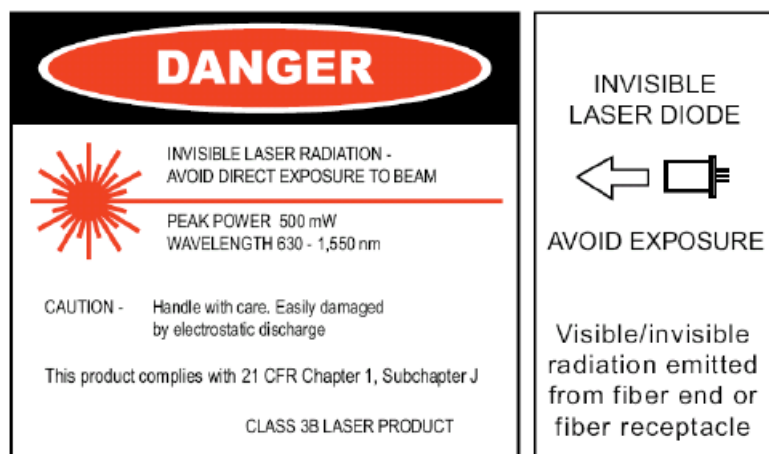 DANGER
INVISIBLE LASER RADIATION -
AVOID DIRECT EXPOSURE TO BEAM
PEAK POWER 500 mW
WAVELENGTH 630 - 1,550 nm
CAUTION - Handle with care. Easily damaged
by electrostatic discharge
This product complies with 21 CFR Chapter 1, Subchapter J
CLASS 3B LASER PRODUCT
INVISIBLE
LASER DIODE
AVOID EXPOSURE
Visible/invisible
radiation emitted
from fiber end or
fiber receptacle